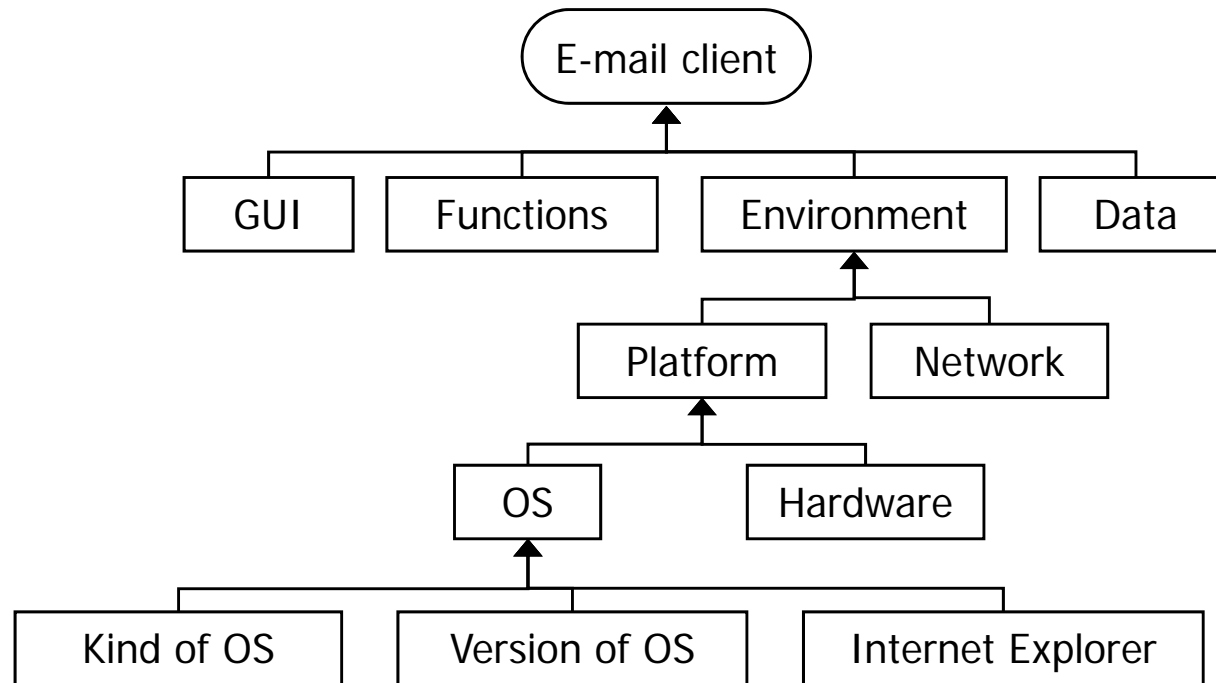 E-mail client
GUI
Functions
Environment
Data
Platform
Network
OS
Hardware
Kind of OS
Version of OS
Internet Explorer